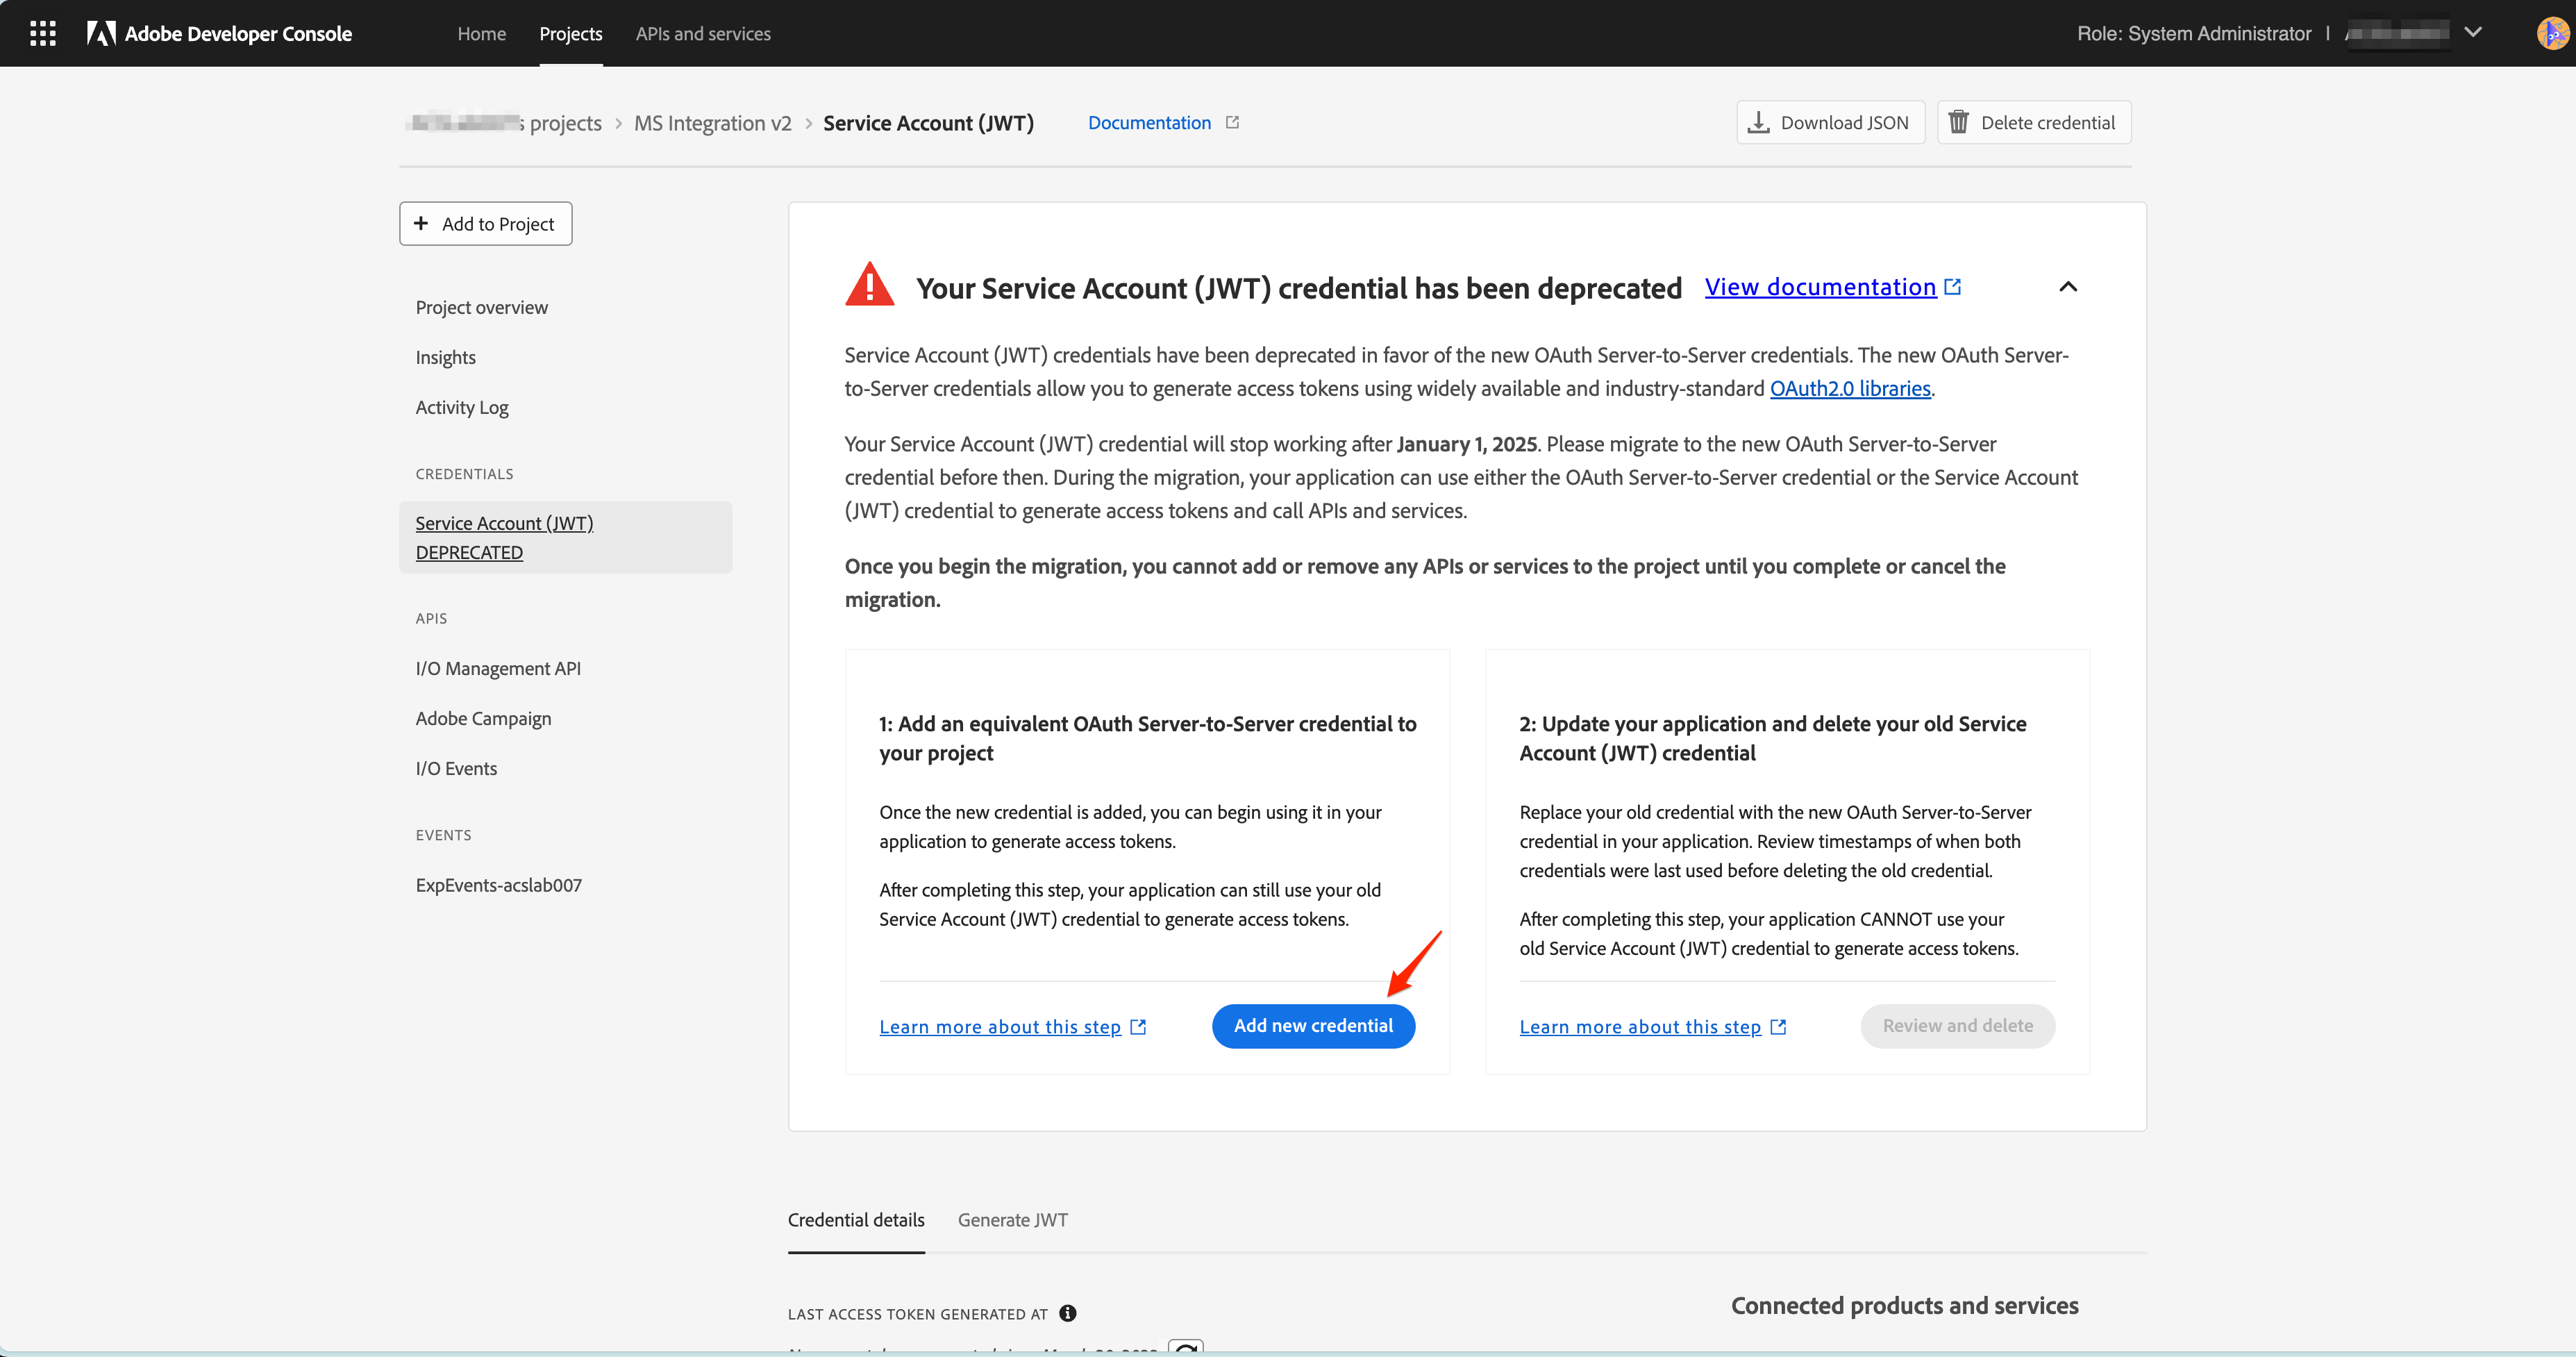 Adobe Developer Console
Home
Projects
APIs and services
Role: System Administrator |
projects > MS Integration v2 > Service Account (JWT)
Documentation
Download JSON
Delete credential
+ Add to Project
Project overview
Insights
Activity Log
CREDENTIALS
Service Account (JWT)
DEPRECATED
APIS
I/O Management API
Adobe Campaign
I/O Events
EVENTS
ExpEvents-acslab007
Your Service Account (JWT) credential has been deprecated View documentation
Service Account (JWT) credentials have been deprecated in favor of the new OAuth Server-to-Server credentials. The new OAuth Server-
to-Server credentials allow you to generate access tokens using widely available and industry-standard OAuth2.0 libraries.
Your Service Account (JWT) credential will stop working after January 1, 2025. Please migrate to the new OAuth Server-to-Server
credential before then. During the migration, your application can use either the OAuth Server-to-Server credential or the Service Account
(JWT) credential to generate access tokens and call APIs and services.
Once you begin the migration, you cannot add or remove any APIs or services to the project until you complete or cancel the
migration.
1: Add an equivalent OAuth Server-to-Server credential to
your project
Once the new credential is added, you can begin using it in your
application to generate access tokens.
After completing this step, your application can still use your old
Service Account (JWT) credential to generate access tokens.
Learn more about this step
Add new credential
2: Update your application and delete your old Service
Account (JWT) credential
Replace your old credential with the new OAuth Server-to-Server
credential in your application. Review timestamps of when both
credentials were last used before deleting the old credential.
After completing this step, your application CANNOT use your
old Service Account (JWT) credential to generate access tokens.
Learn more about this step
Review and delete
Credential details
Generate JWT
LAST ACCESS TOKEN GENERATED AT
Connected products and services